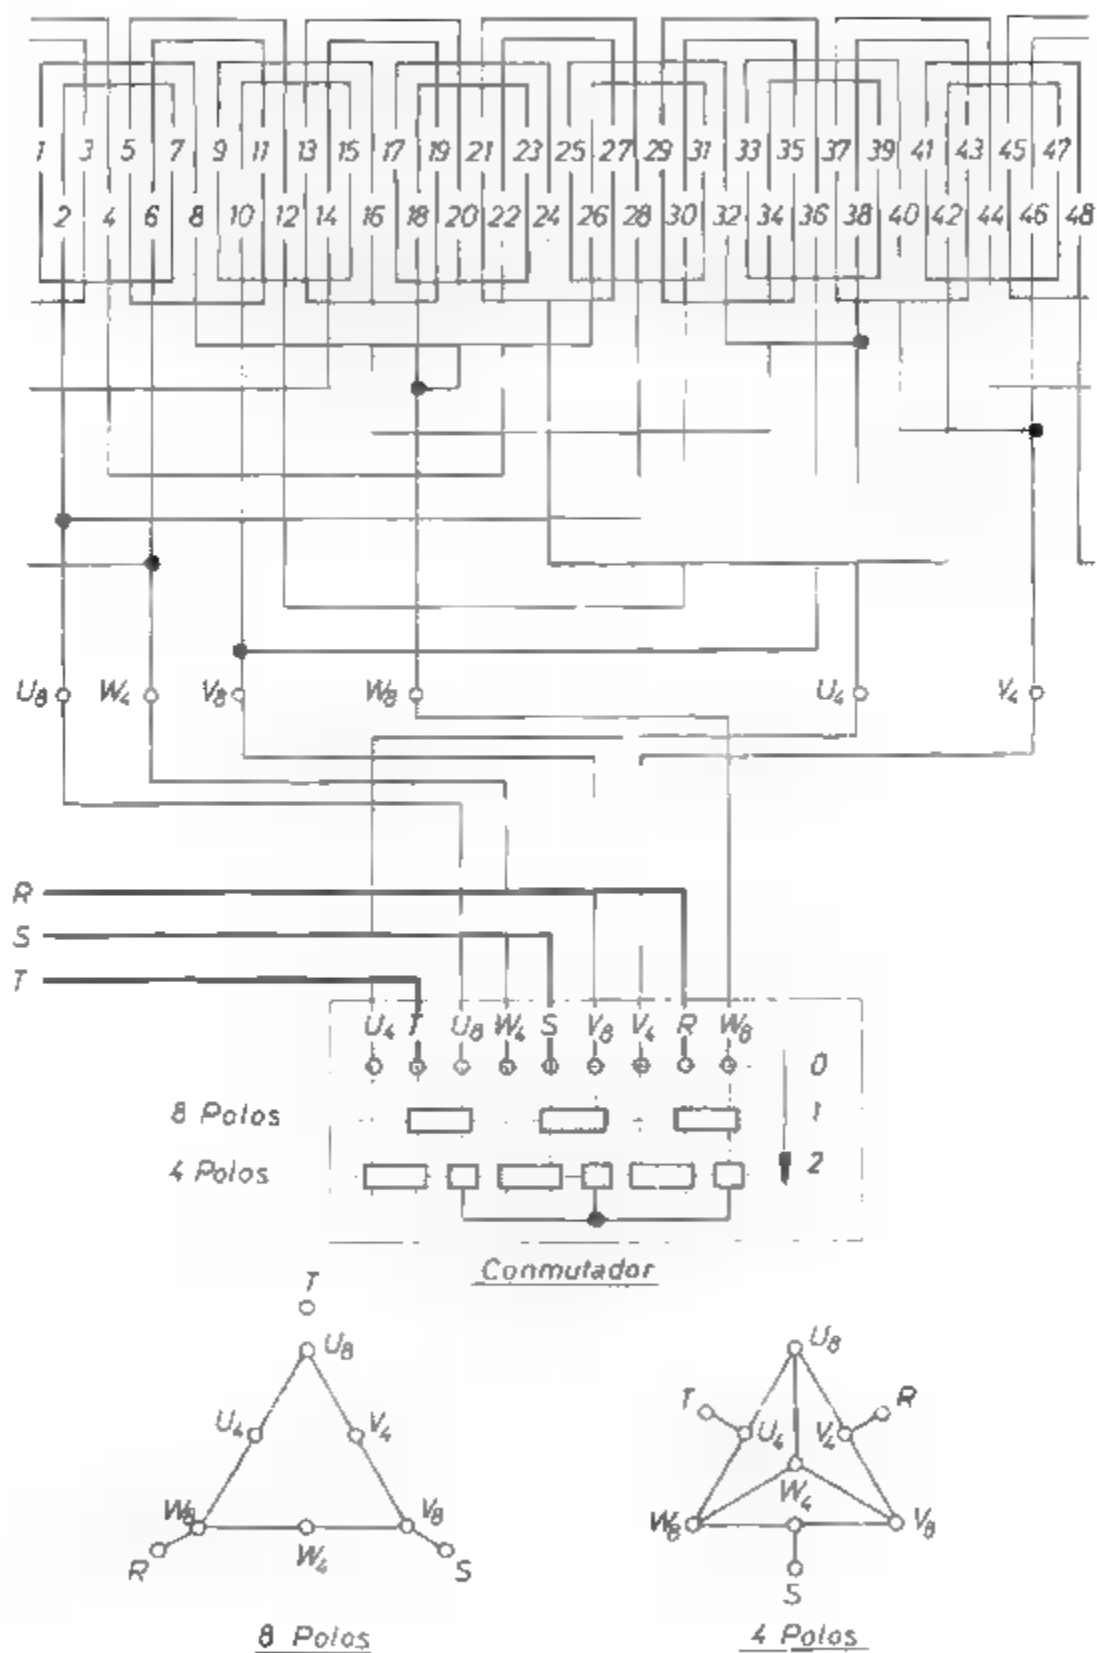 1 3 5 7 9 11 13 15 17 19 21 23 25 27 29 31 33 35 37 39 41 43 45 47
2 4 6 8 10 12 14 16 18 20 22 24 26 28 30 32 34 36 38 40 42 44 46 48
U8 W4 V8 W8 U4 V4
R
S
T
U4 T U8 W4 S V8 V4 R W8
0
8 Polos 1
4 Polos 2
Conmutador
T
U8
U4 V4
W8 V8
R W4 S
8 Polos
U8
T R
U4 V4
W4
W8 V8
S
4 Polos